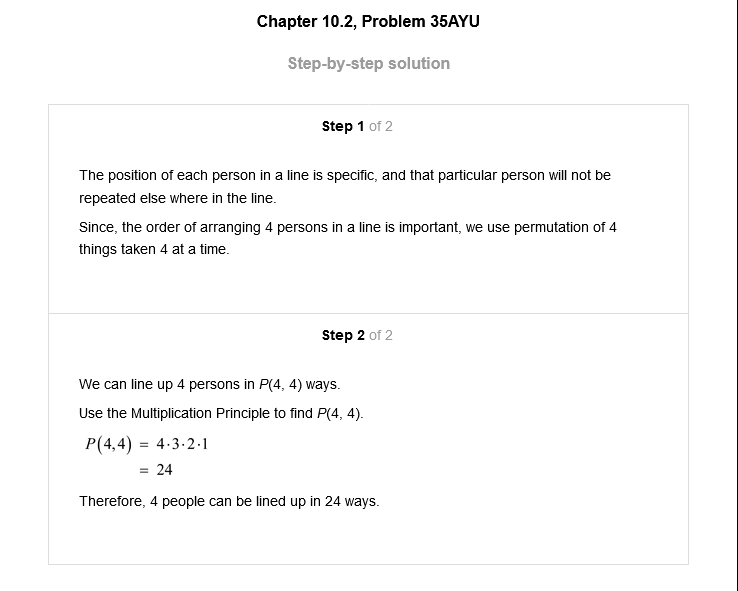 Chapter 10.2, Problem 35AYU
Step-by-step solution
Step 1 of 2
The position of each person in a line is specific, and that particular person will not be
repeated else where in the line.
Since, the order of arranging 4 persons in a line is important, we use permutation of 4
things taken 4 at a time.
Step 2 of 2
We can line up 4 persons in P(4, 4) ways.
Use the Multiplication Principle to find P(4, 4).
P(4,4) = 4·3·2·1
= 24
Therefore, 4 people can be lined up in 24 ways.